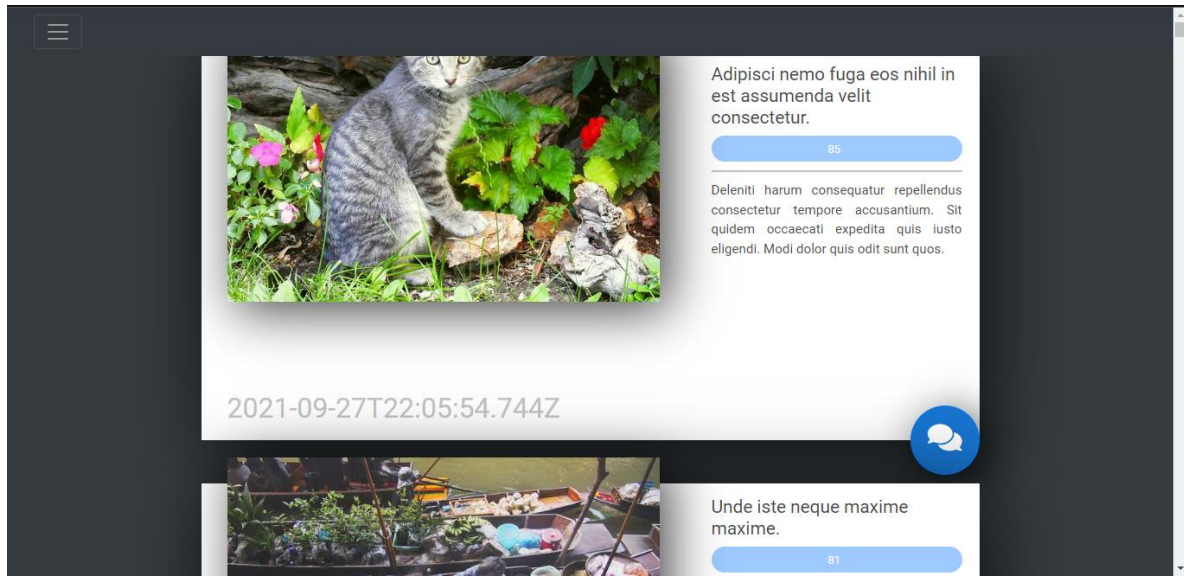 Adipisci nemo fuga eos nihil in
est assumenda velit
consectetur.
85
Deleniti harum consequatur repellendus
consectetur tempore accusantium. Sit
quidem occaecati expedita quis iusto
eligendi. Modi dolor quis odit sunt quos.
2021-09-27T22:05:54.744Z
Unde iste neque maxime
maxime.
81